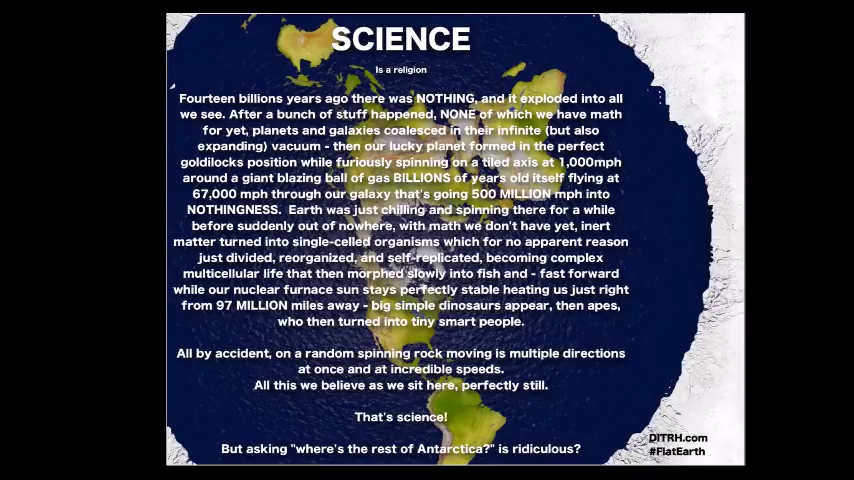 SCIENCE
Is a religion
Fourteen billions years ago there was NOTHING, and it exploded into all
we see. After a bunch of stuff happened, NONE of which we have math
for yet, planets and galaxies coalesced in their infinite (but also
expanding) vacuum - then our lucky planet formed in the perfect
goldilocks position while furiously spinning on a tiled axis at 1,000mph
around a giant blazing ball of gas BILLIONS of years old itself flying at
67,000 mph through our galaxy that's going 500 MILLION mph into
NOTHINGNESS. Earth was just chilling and spinning there for a while
before suddenly out of nowhere, with math we don't have yet, inert
matter turned into single-celled organisms which for no apparent reason
just divided, reorganized, and self-replicated, becoming complex
multicellular life that then morphed slowly into fish and - fast forward
while our nuclear furnace sun stays perfectly stable heating us just right
from 97 MILLION miles away - big simple dinosaurs appear, then apes,
who then turned into tiny smart people.
All by accident, on a random spinning rock moving is multiple directions
at once and at incredible speeds.
All this we believe as we sit here, perfectly still.
That's science!
But asking "where's the rest of Antarctica?" is ridiculous?
DITRH.com
#FlatEarth